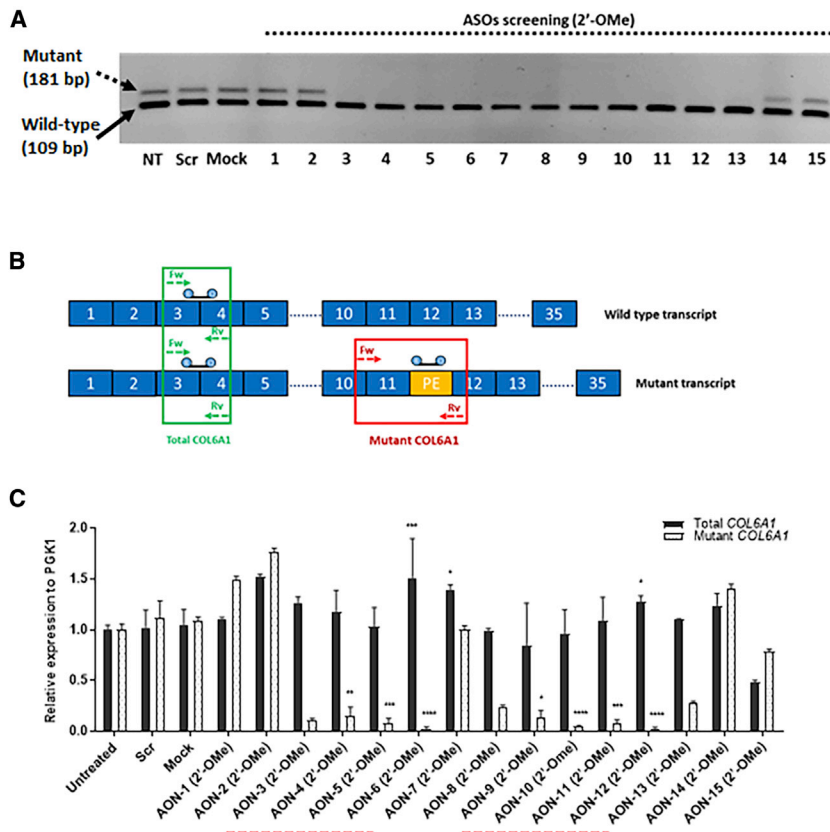 A
ASOs screening (2'-OMe)
Mutant
(181 bp)
Wild-type
(109 bp)
NT Scr Mock 1 2 3 4 5 6 7 8 9 10 11 12 13 14 15
B
Fw
1 2 3 4 5 10 11 12 13 35 Wild type transcript
Rv
Fw Fw
1 2 3 4 5 10 11 PE 12 13 35 Mutant transcript
Rv Rv
Total COL6A1 Mutant COL6A1
C
Total COL6A1
Mutant COL6A1
Relative expression to PGK1
2.0
1.5
1.0
0.5
0.0
** *** *** **** * * **** *** * ****
Untreated
Scr
Mock
AON-1 (2'-OMe)
AON-2 (2'-OMe)
AON-3 (2'-OMe)
AON-4 (2'-OMe)
AON-5 (2'-OMe)
AON-6 (2'-OMe)
AON-7 (2'-OMe)
AON-8 (2'-OMe)
AON-9 (2'-OMe)
AON-10 (2'-Ome)
AON-11 (2'-OMe)
AON-12 (2'-OMe)
AON-13 (2'-OMe)
AON-14 (2'-OMe)
AON-15 (2'-OMe)